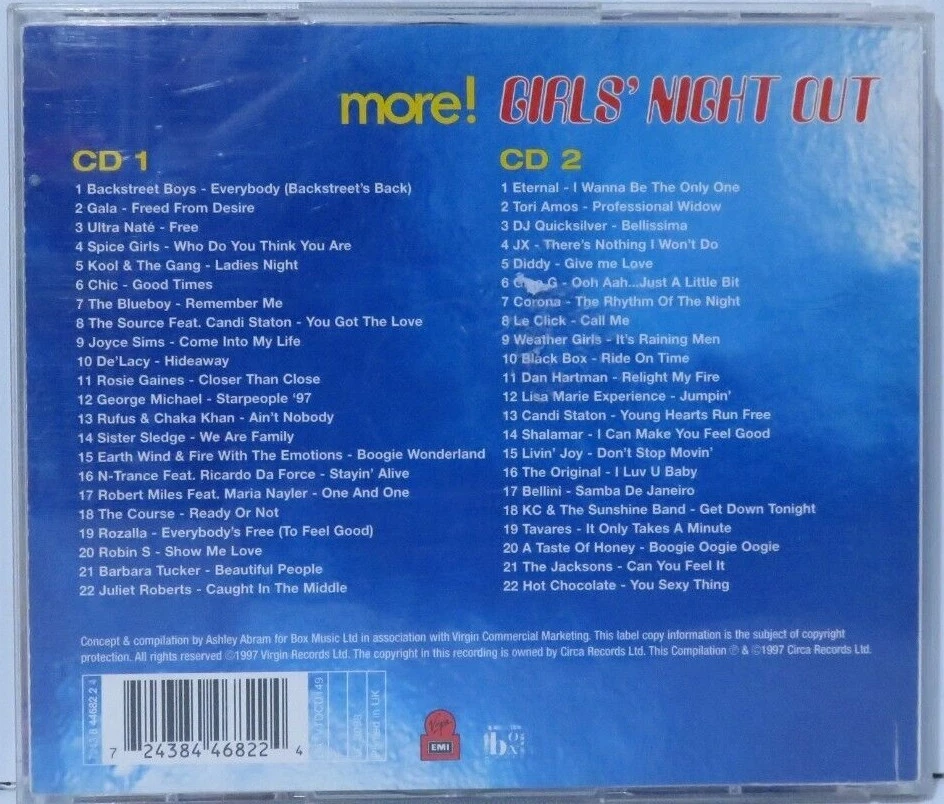 more! GIRLS' NIGHT OUT
CD 1
1 Backstreet Boys - Everybody (Backstreet's Back)
2 Gala - Freed From Desire
3 Ultra Naté - Free
4 Spice Girls - Who Do You Think You Are
5 Kool & The Gang - Ladies Night
6 Chic - Good Times
7 The Blueboy - Remember Me
8 The Source Feat. Candi Staton - You Got The Love
9 Joyce Sims - Come Into My Life
10 De'Lacy - Hideaway
11 Rosie Gaines - Closer Than Close
12 George Michael - Starpeople '97
13 Rufus & Chaka Khan - Ain't Nobody
14 Sister Sledge - We Are Family
15 Earth Wind & Fire With The Emotions - Boogie Wonderland
16 N-Trance Feat. Ricardo Da Force - Stayin' Alive
17 Robert Miles Feat. Maria Nayler - One And One
18 The Course - Ready Or Not
19 Rozalla - Everybody's Free (To Feel Good)
20 Robin S - Show Me Love
21 Barbara Tucker - Beautiful People
22 Juliet Roberts - Caught In The Middle
CD 2
1 Eternal - I Wanna Be The Only One
2 Tori Amos - Professional Widow
3 DJ Quicksilver - Bellissima
4 JX - There's Nothing I Won't Do
5 Diddy - Give me Love
6 G - Ooh Aah...Just A Little Bit
7 Corona - The Rhythm Of The Night
8 Le Click - Call Me
9 Weather Girls - It's Raining Men
10 Black Box - Ride On Time
11 Dan Hartman - Relight My Fire
12 Lisa Marie Experience - Jumpin'
13 Candi Staton - Young Hearts Run Free
14 Shalamar - I Can Make You Feel Good
15 Livin' Joy - Don't Stop Movin'
16 The Original - I Luv U Baby
17 Bellini - Samba De Janeiro
18 KC & The Sunshine Band - Get Down Tonight
19 Tavares - It Only Takes A Minute
20 A Taste Of Honey - Boogie Oogie Oogie
21 The Jacksons - Can You Feel It
22 Hot Chocolate - You Sexy Thing
Concept & compilation by Ashley Abram for Box Music Ltd in association with Virgin Commercial Marketing. This label copy information is the subject of copyright
protection. All rights reserved ©1997 Virgin Records Ltd. The copyright in this recording is owned by Circa Records Ltd. This Compilation ℗ & ©1997 Circa Records Ltd.
44682 2 4
7 24384 46822 4
in UK
Virgin
EMI